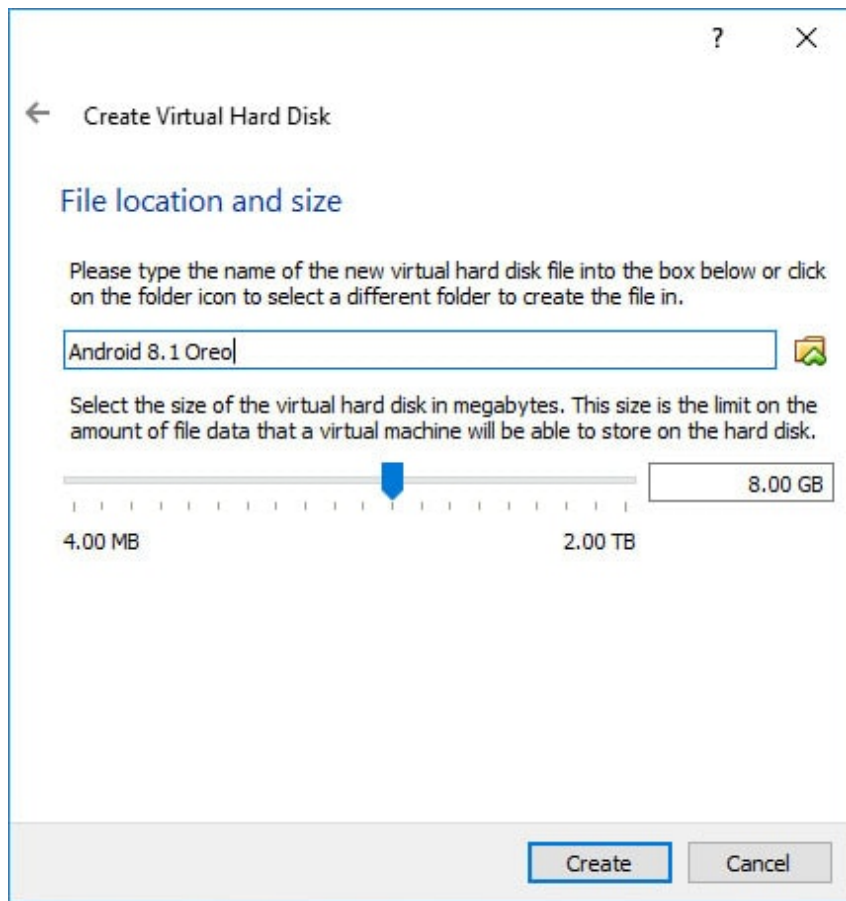 ?
Create Virtual Hard Disk
File location and size
Please type the name of the new virtual hard disk file into the box below or click
on the folder icon to select a different folder to create the file in.
Android 8.1 Oreo
Select the size of the virtual hard disk in megabytes. This size is the limit on the
amount of file data that a virtual machine will be able to store on the hard disk.
8.00 GB
4.00 MB
2.00 TB
Create
Cancel